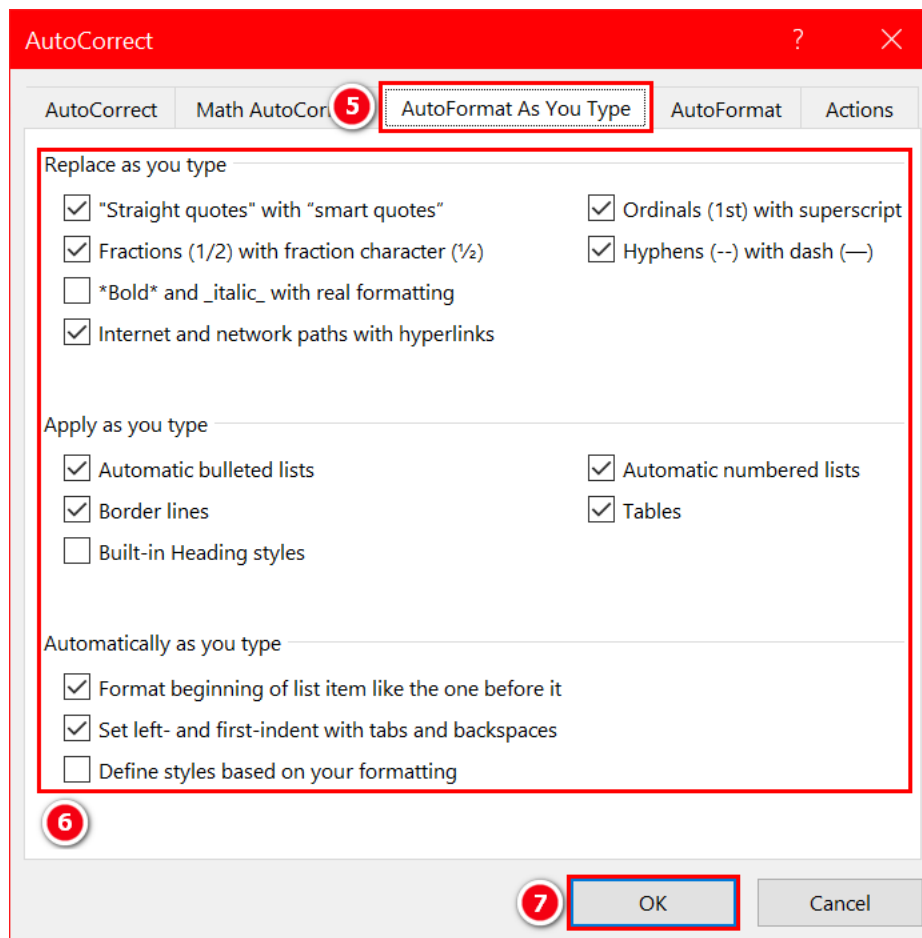 AutoCorrect ?
AutoCorrect Math AutoCor 5 AutoFormat As You Type AutoFormat Actions
Replace as you type
"Straight quotes" with “smart quotes” Ordinals (1st) with superscript
Fractions (1/2) with fraction character (½) Hyphens (--) with dash (—)
*Bold* and _italic_ with real formatting
Internet and network paths with hyperlinks
Apply as you type
Automatic bulleted lists Automatic numbered lists
Border lines Tables
Built-in Heading styles
Automatically as you type
Format beginning of list item like the one before it
Set left- and first-indent with tabs and backspaces
Define styles based on your formatting
6
7 OK Cancel